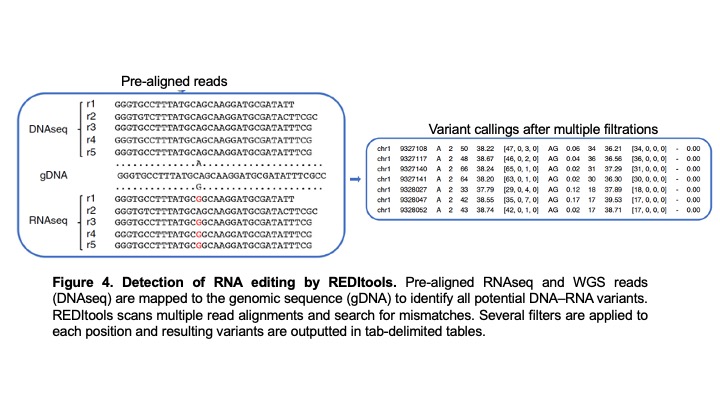 Pre-aligned reads
DNAseq
r1 GGGTGCCTTTATGCAGCAAGGATGCGATATT
r2 GGGTGTCTTTATGCAGCAAGGATGCGATACTTCGC
r3 GGGTGCCTTTATGCAGCAAGGATGCGATATTTCG
r4 GGGTGCCTTTATGCAGCAAGGATGCGATATTTCG
r5 GGGTGCCTTTATGCAGCAAGGATGCGATATTTCG
A
gDNA GGGTGCCTTTATGCAGCAAGGATGCGATATTTCGCC
G
RNAseq
r1 GGGTGCCTTTATGCGGCAAGGATGCGATATT
r2 GGGTGTCTTTATGCAGCAAGGATGCGATACTTCGC
r3 GGGTGCCTTTATGCGGCAAGGATGCGATATTTCG
r4 GGGTGCCTTTATGCGGCAAGGATGCGATATTTCG
r5 GGGTGCCTTTATGCGGCAAGGATGCGATATTTCG
Variant callings after multiple filtrations
chr1 9327108 A 2 50 38.22 [47, 0, 3, 0] AG 0.06 34 36.21 [34, 0, 0, 0] - 0.00
chr1 9327117 A 2 48 38.67 [46, 0, 2, 0] AG 0.04 36 36.56 [36, 0, 0, 0] - 0.00
chr1 9327140 A 2 66 38.24 [65, 0, 1, 0] AG 0.02 31 37.29 [31, 0, 0, 0] - 0.00
chr1 9327141 A 2 64 38.20 [63, 0, 1, 0] AG 0.02 30 36.30 [30, 0, 0, 0] - 0.00
chr1 9328027 A 2 33 37.79 [29, 0, 4, 0] AG 0.12 18 37.89 [18, 0, 0, 0] - 0.00
chr1 9328047 A 2 42 38.55 [35, 0, 7, 0] AG 0.17 17 39.53 [17, 0, 0, 0] - 0.00
chr1 9328052 A 2 43 38.74 [42, 0, 1, 0] AG 0.02 17 38.71 [17, 0, 0, 0] - 0.00
Figure 4. Detection of RNA editing by REDItools. Pre-aligned RNAseq and WGS reads
(DNAseq) are mapped to the genomic sequence (gDNA) to identify all potential DNA–RNA variants.
REDItools scans multiple read alignments and search for mismatches. Several filters are applied to
each position and resulting variants are outputted in tab-delimited tables.